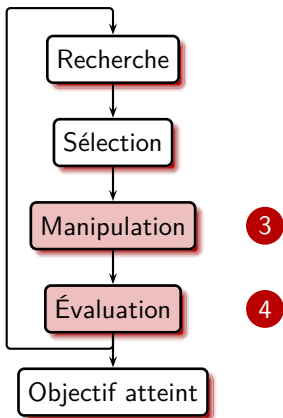 Recherche
Sélection
Manipulation 3
Évaluation 4
Objectif atteint